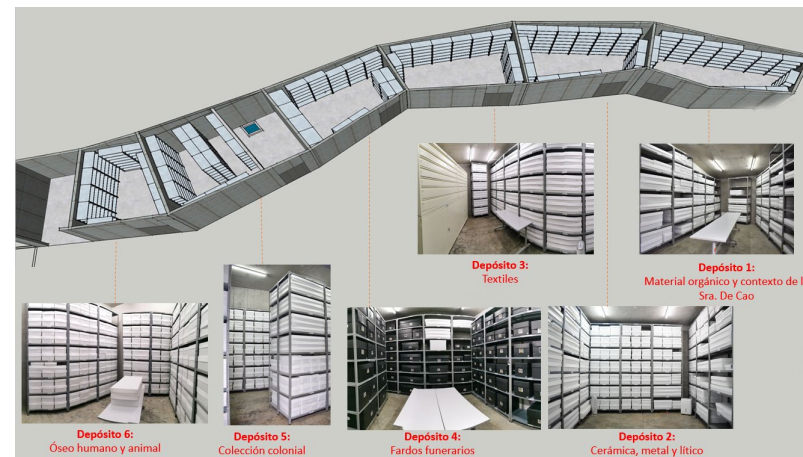 Depósito 3:
Textiles
Depósito 1:
Material orgánico y contexto de l
Sra. De Cao
Depósito 6:
Óseo humano y animal
Depósito 5:
Colección colonial
Depósito 4:
Fardos funerarios
Depósito 2:
Cerámica, metal y lítico